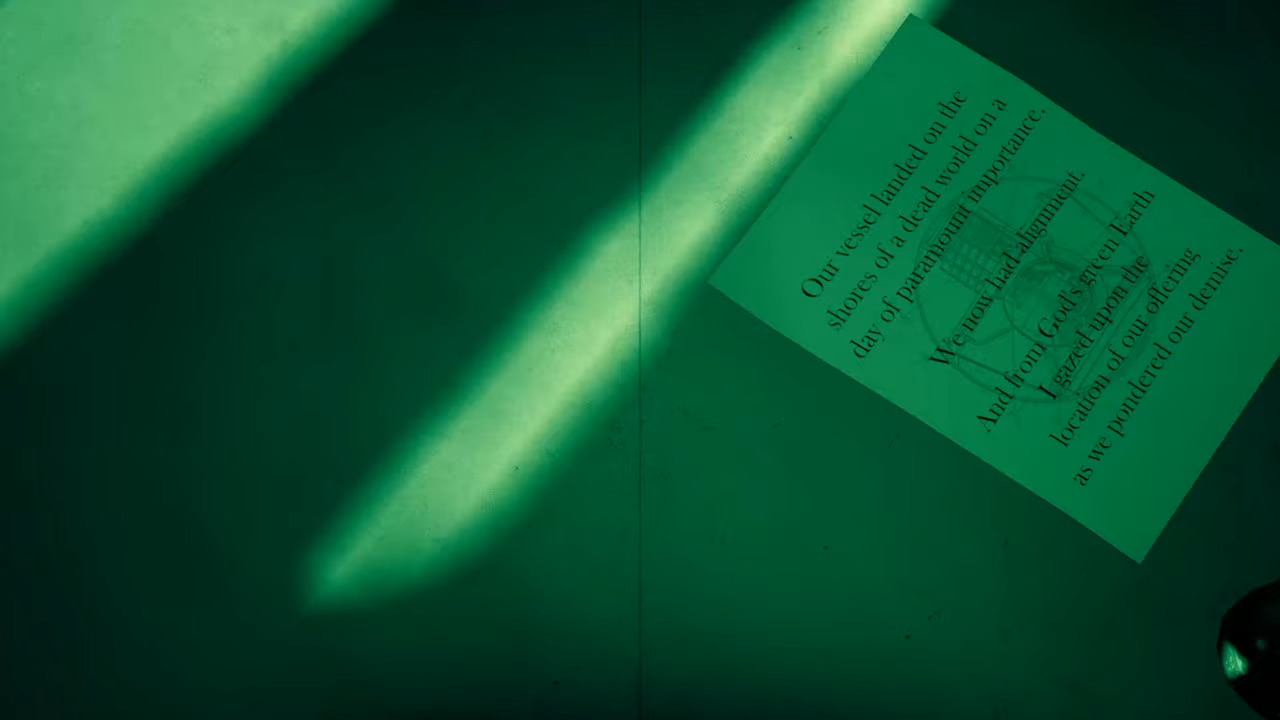 Our vessel landed on the
shores of a dead world on a
day of paramount importance.
We now had alignment.
And from God's green Earth
I gazed upon the
location of our offering
as we pondered our demise.